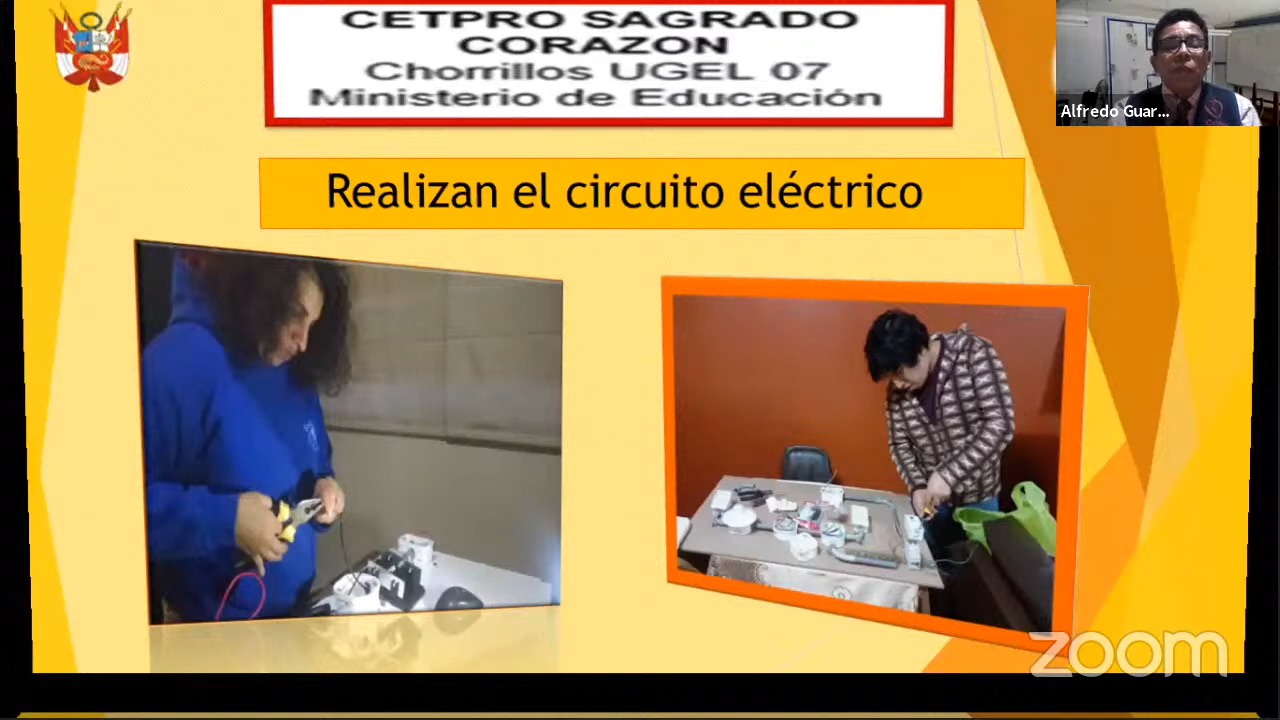 CETPRO SAGRADO
CORAZON
Chorrillos UGEL 07
Ministerio de Educación
Alfredo Guar...
Realizan el circuito eléctrico
zoom